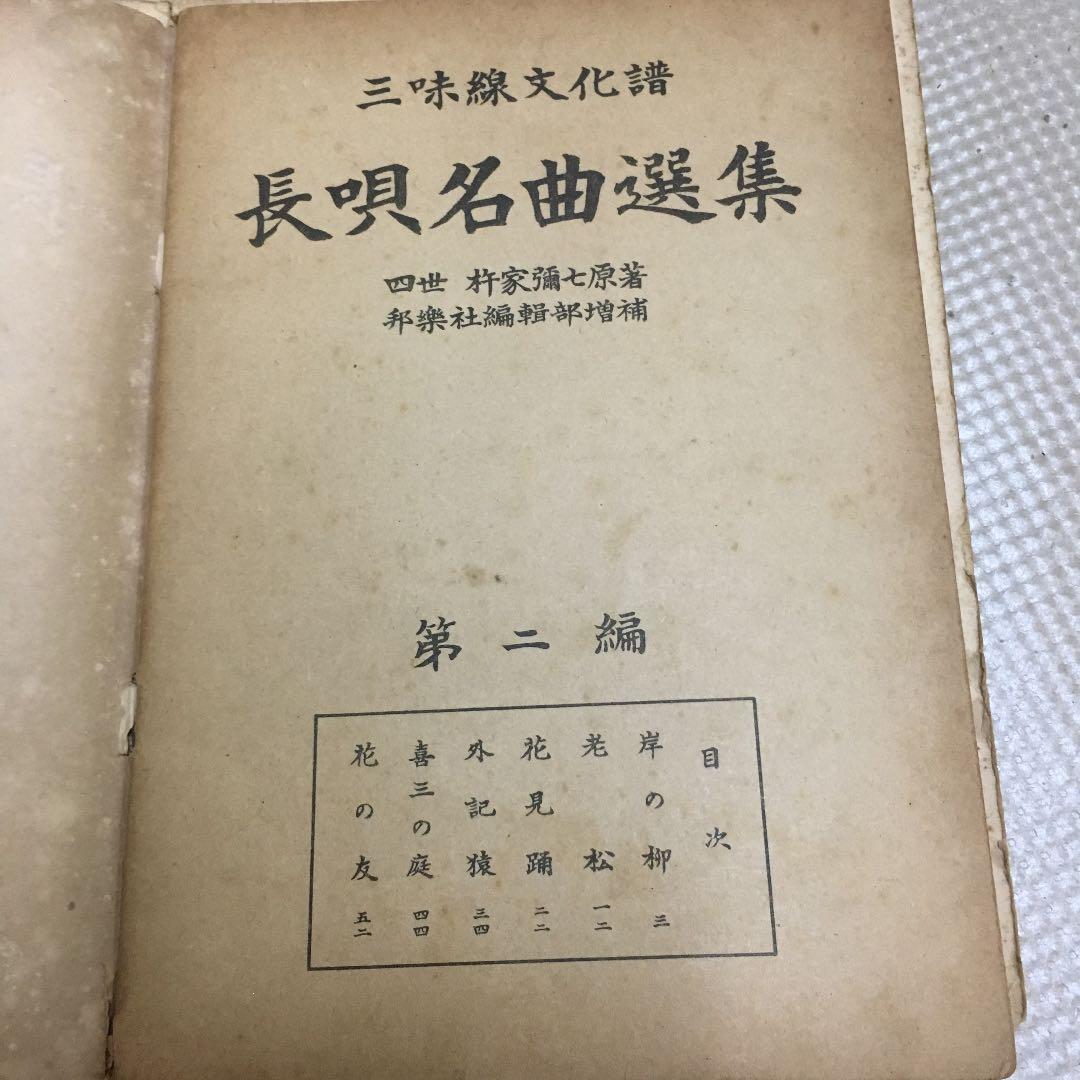 三味線文化譜
長唄名曲選集
四世 杵家彌七原著
邦樂社編輯部增補
第二編
目次
岸の柳 三
老松 一二
花見踊 二二
外記猿 三四
喜三の庭 四四
花の友 五二